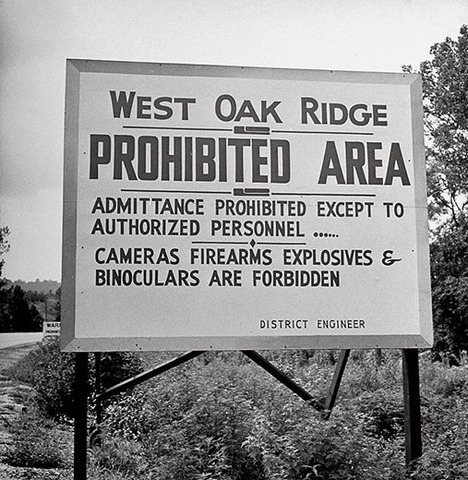 WEST OAK RIDGE
PROHIBITED AREA
ADMITTANCE PROHIBITED EXCEPT TO
AUTHORIZED PERSONNEL ......
CAMERAS FIREARMS EXPLOSIVES &
BINOCULARS ARE FORBIDDEN
DISTRICT ENGINEER